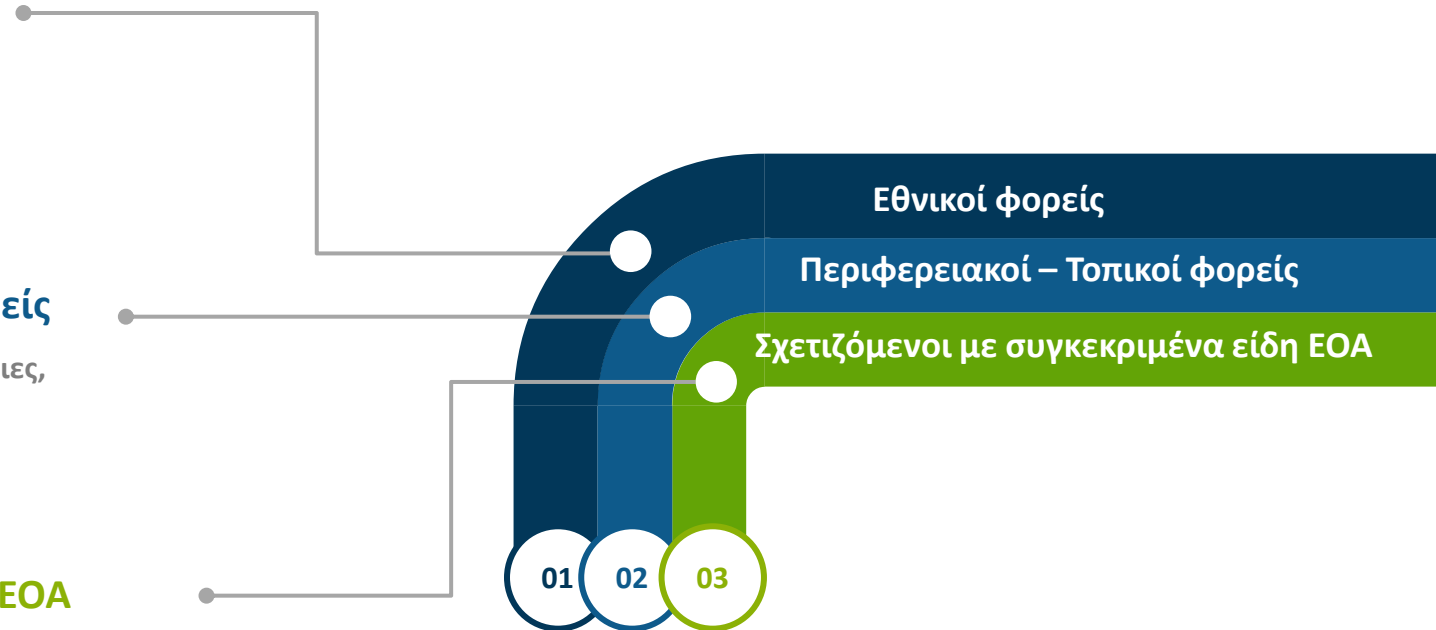 Εθνικοί φορείς
Περιφερειακοί – Τοπικοί φορείς
Σχετιζόμενοι με συγκεκριμένα είδη ΕΟΑ
είς
ιες,
ΕΟΑ
01 02 03